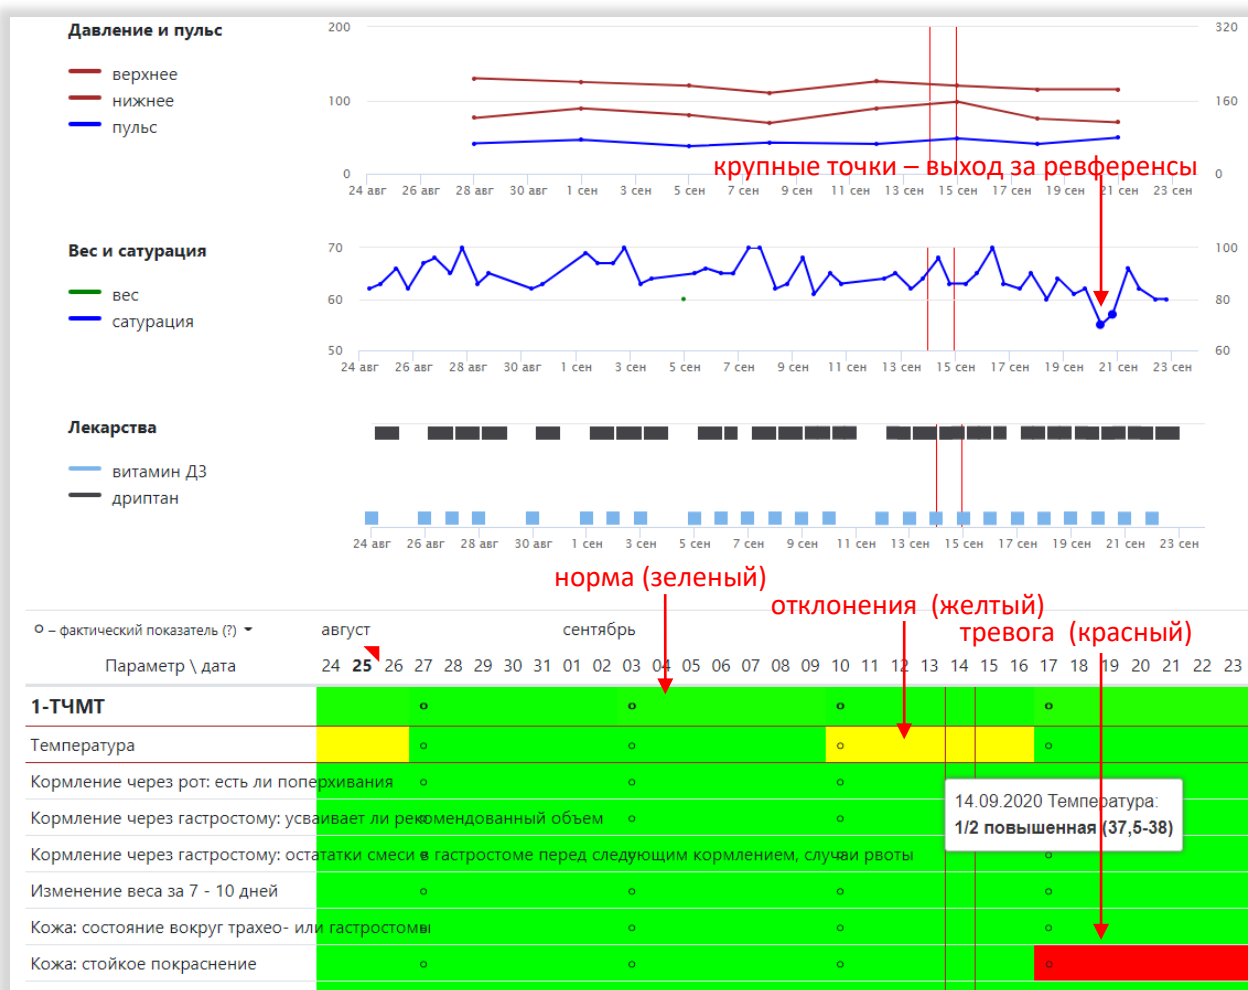 Давление и пульс
верхнее
нижнее
пульс
200
320
100
160
0
0
крупные точки – выход за ревференсы
24 авг 26 авг 28 авг 30 авг 1 сен 3 сен 5 сен 7 сен 9 сен 11 сен 13 сен 15 сен 17 сен 19 сен 21 сен 23 сен
Вес и сатурация
вес
сатурация
70
100
60
80
50
60
24 авг 26 авг 28 авг 30 авг 1 сен 3 сен 5 сен 7 сен 9 сен 11 сен 13 сен 15 сен 17 сен 19 сен 21 сен 23 сен
Лекарства
витамин Д3
дриптан
24 авг 26 авг 28 авг 30 авг 1 сен 3 сен 5 сен 7 сен 9 сен 11 сен 13 сен 15 сен 17 сен 19 сен 21 сен 23 сен
норма (зеленый)
отклонения (желтый)
тревога (красный)
о – фактический показатель (?)
август сентябрь
Параметр \ дата 24 25 26 27 28 29 30 31 01 02 03 04 05 06 07 08 09 10 11 12 13 14 15 16 17 18 19 20 21 22 23
1-ТЧМТ
Температура
Кормление через рот: есть ли поперхивания
Кормление через гастростому: усваивает ли рекомендованный объем
Кормление через гастростому: остататки смеси в гастростоме перед следующим кормлением, случаи рвоты
Изменение веса за 7 - 10 дней
Кожа: состояние вокруг трахео- или гастростомы
Кожа: стойкое покраснение
14.09.2020 Температура:
1/2 повышенная (37,5-38)